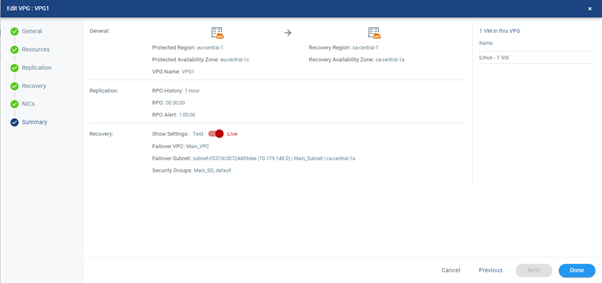 Edit VPG : VPG1
General
Resources
Replication
Recovery
NICs
Summary
General:
Protected Region: eu-central-1
Recovery Region: ca-central-1
Protected Availability Zone: eu-central-1c
Recovery Availability Zone: ca-central-1a
VPG Name: VPG1
Replication:
RPO History: 1 Hour
RPO: 00:30:00
RPO Alert: 1:00:00
Recovery:
Show Settings: Test Live
Failover VPC: Main_VPC
Failover Subnet: subnet-0537dc30724409dee (10.179.148.0) | Main_Subnet | ca-central-1a
Security Groups: Main_SG, default
1 VM in this VPG
Name
Linux - 1 Vol
Cancel
Previous
Next
Done